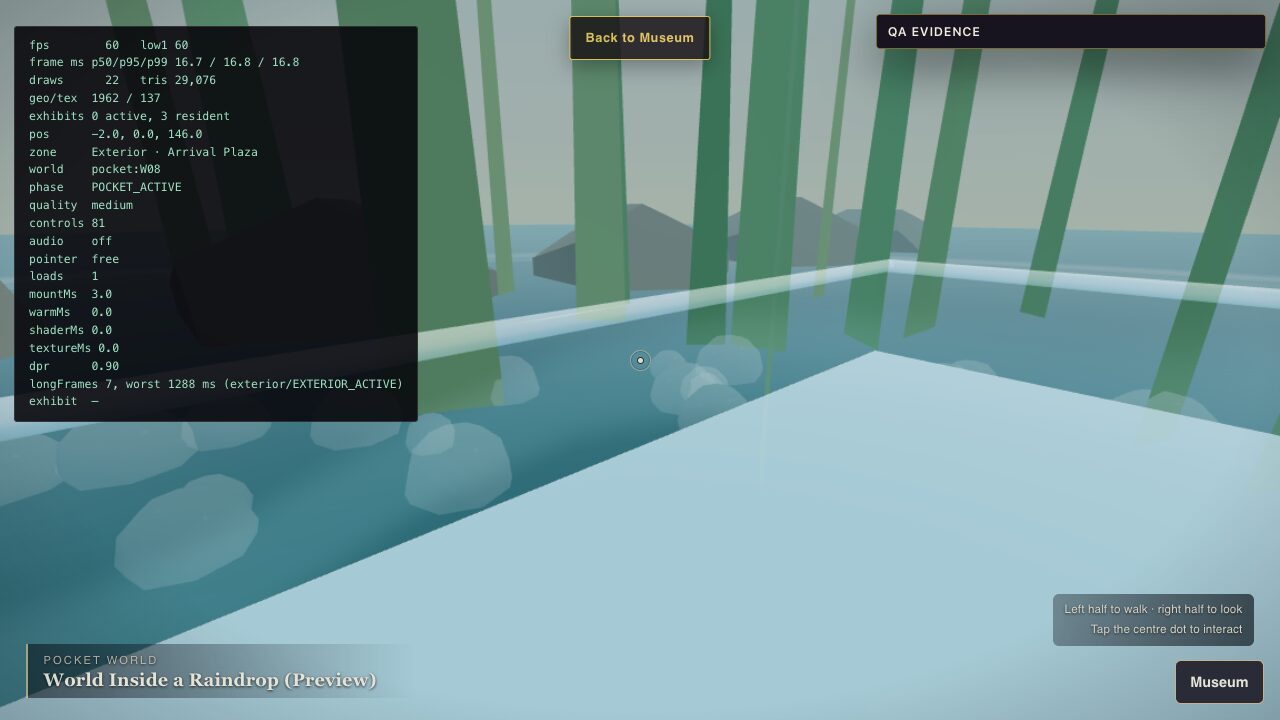 fps 60 low1 60
frame ms p50/p95/p99 16.7 / 16.8 / 16.8
draws 22 tris 29,076
geo/tex 1962 / 137
exhibits 0 active, 3 resident
pos −2.0, 0.0, 146.0
zone Exterior · Arrival Plaza
world pocket:W08
phase POCKET_ACTIVE
quality medium
controls 81
audio off
pointer free
loads 1
mountMs 3.0
warmMs 0.0
shaderMs 0.0
textureMs 0.0
dpr 0.90
longFrames 7, worst 1288 ms (exterior/EXTERIOR_ACTIVE)
exhibit —
Back to Museum
QA EVIDENCE
Left half to walk · right half to look
Tap the centre dot to interact
POCKET WORLD
World Inside a Raindrop (Preview)
Museum